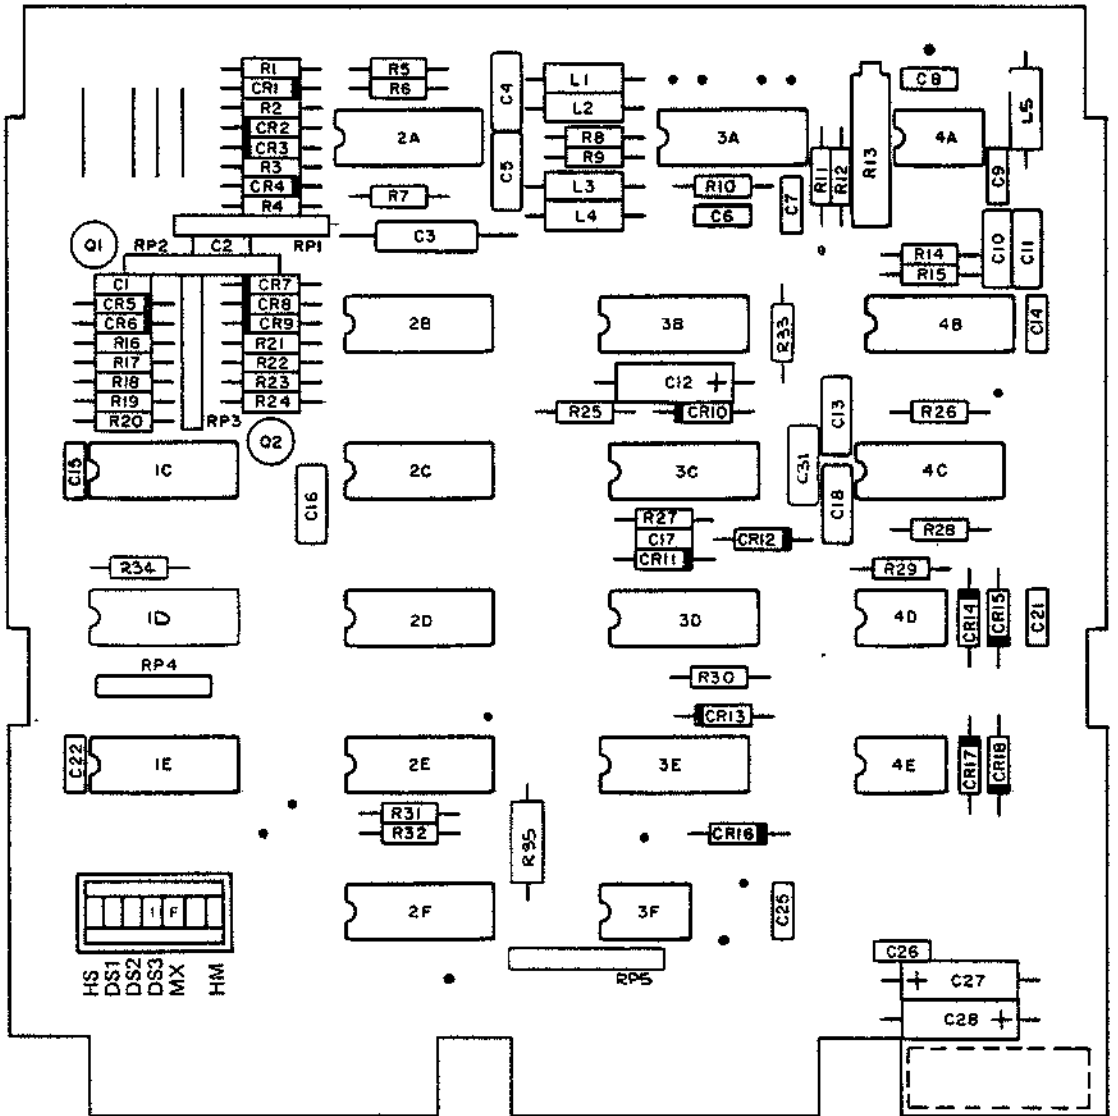 R1 R5 C4 L1 C8 L5
CR1 R6
R2 L2
CR2 2A R8 3A 4A
CR3 C5 R9 R11 R12 R13 C9
R3
CR4 R7 L3 R10 C7
R4 L4 C6
Q1 RP2 C2 RP1 C3 R14 C10 C11
R15
C1 CR7
CR5 CR8
CR6 CR9 2B 3B R33 4B C14
R16 R21
R17 R22
R18 R23 C12 +
R19 R24 R25 CR10 C13 R26
R20 RP3
Q2
C15 1C 2C 3C C31 4C
C16 C18
R27 R28
C17 CR12
CR11
R34 R29
1D 2D 3D 4D CR14 CR15 C21
RP4 R30
CR13
C22 1E 2E 3E 4E CR17 CR18
R31
R32 R35 CR16
1F 2F 3F C25
HS DS1 DS2 DS3 MX HM
RP5 C26
+ C27
C28 +